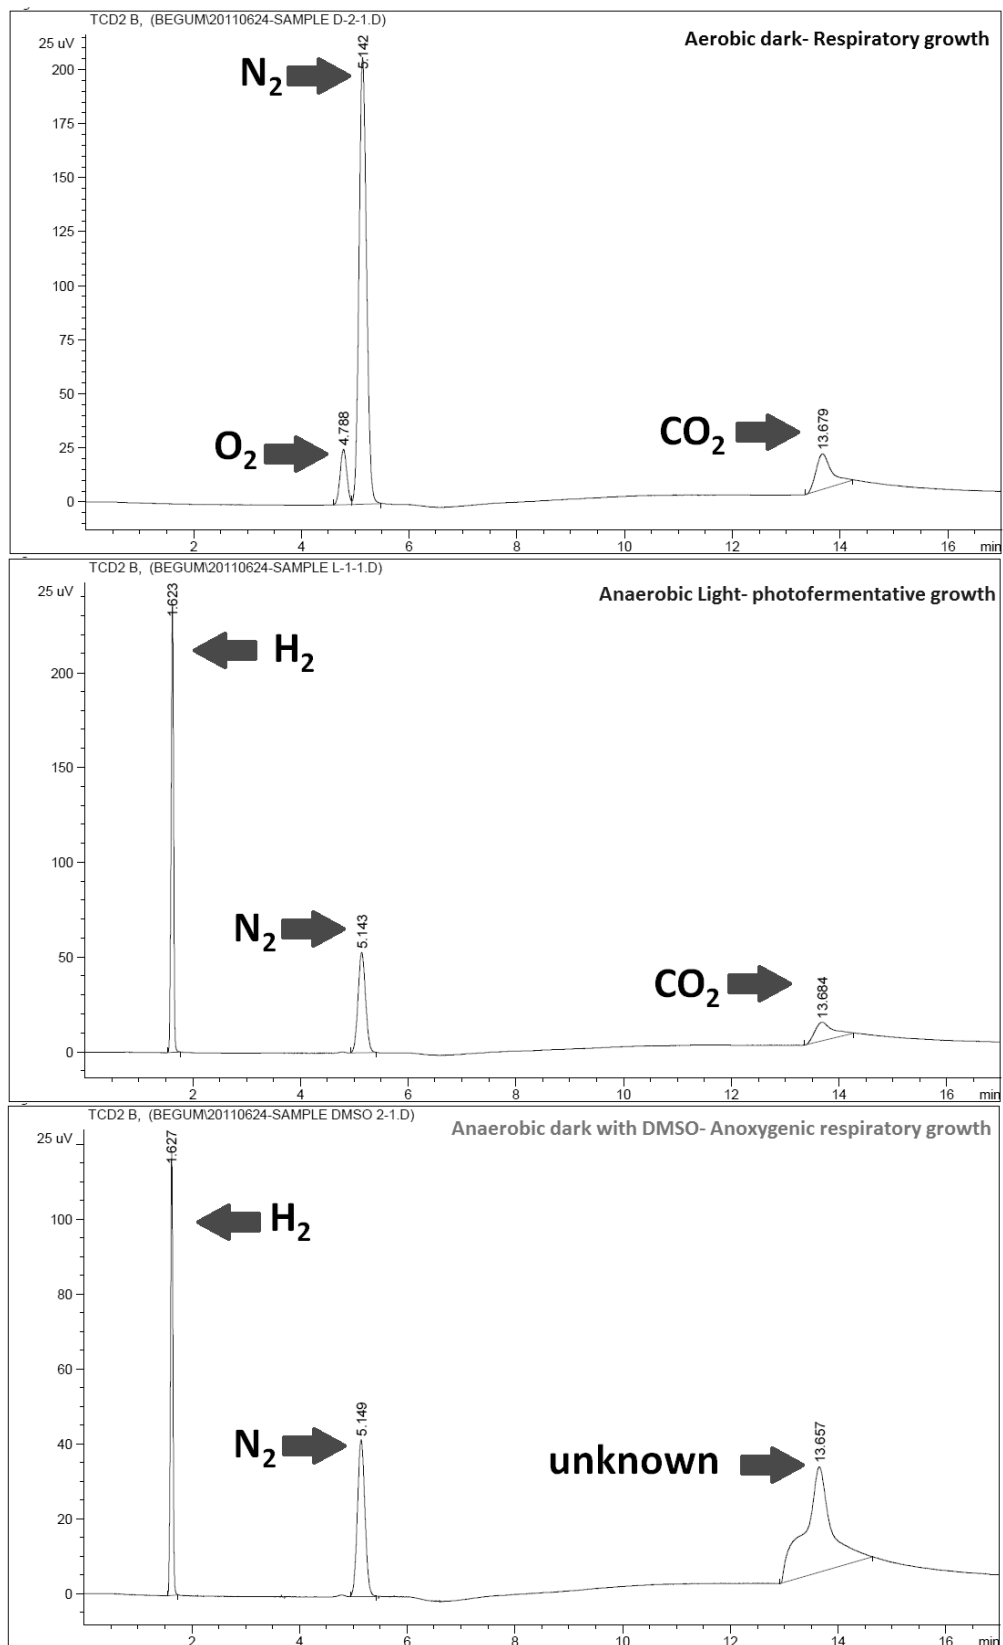 TCD2 B, (BEGUM\20110624-SAMPLE D-2-1.D)
25 uV
Aerobic dark- Respiratory growth
N2
5.142
200
175
150
125
100
75
50
25
0
O2
4.788
CO2
13.679
2 4 6 8 10 12 14 16 min
TCD2 B, (BEGUM\20110624-SAMPLE L-1-1.D)
25 uV
Anaerobic Light- photofermentative growth
1.623
H2
200
150
100
50
0
N2
5.143
CO2
13.684
2 4 6 8 10 12 14 16 min
TCD2 B, (BEGUM\20110624-SAMPLE DMSO 2-1.D)
25 uV
Anaerobic dark with DMSO- Anoxygenic respiratory growth
1.627
H2
100
80
60
40
20
0
N2
5.149
unknown
13.657
2 4 6 8 10 12 14 16 min